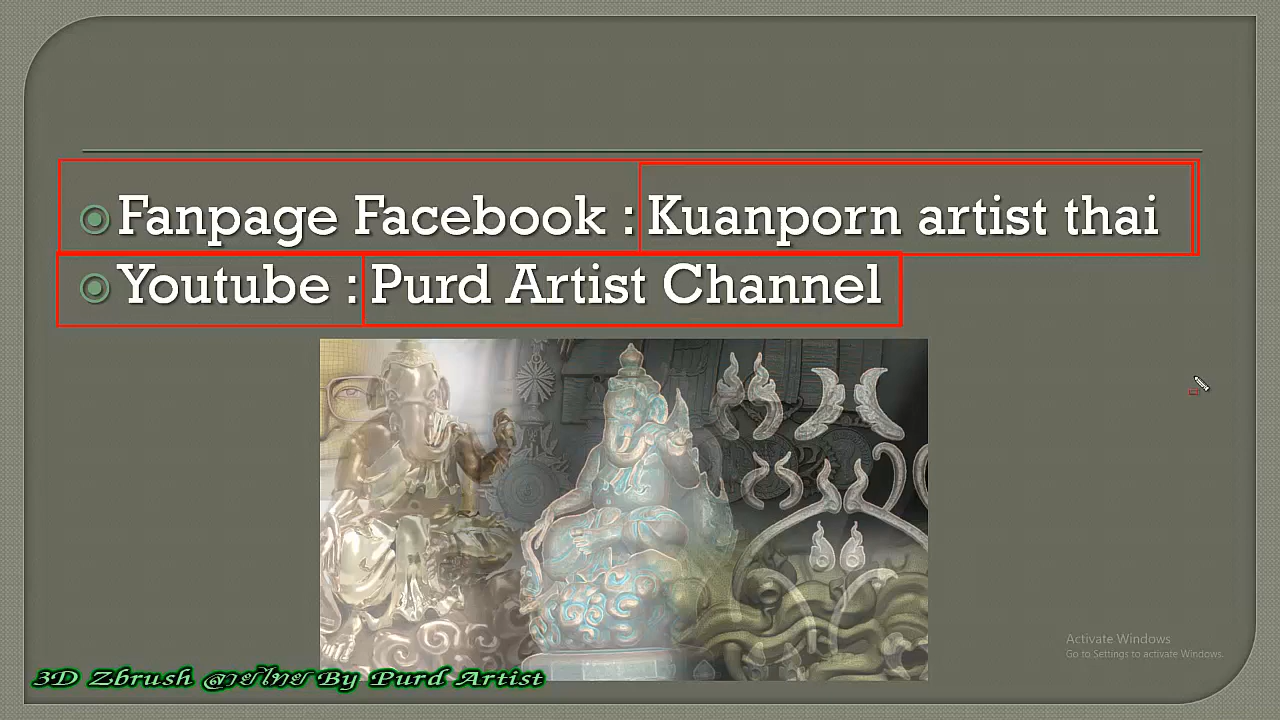 Fanpage Facebook : Kuanporn artist thai
Youtube : Purd Artist Channel
Activate Windows
Go to Settings to activate Windows.
3D Zbrush ลายไทย By Purd Artist